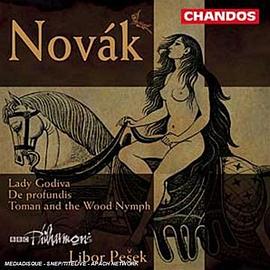 CHANDOS
Novák
Lady Godiva
De profundis
Toman and the Wood Nymph
BBC Philharmonic
Libor Pešek
MEDIADISQUE - SNEP/TITELIVE / APACH NETWORK